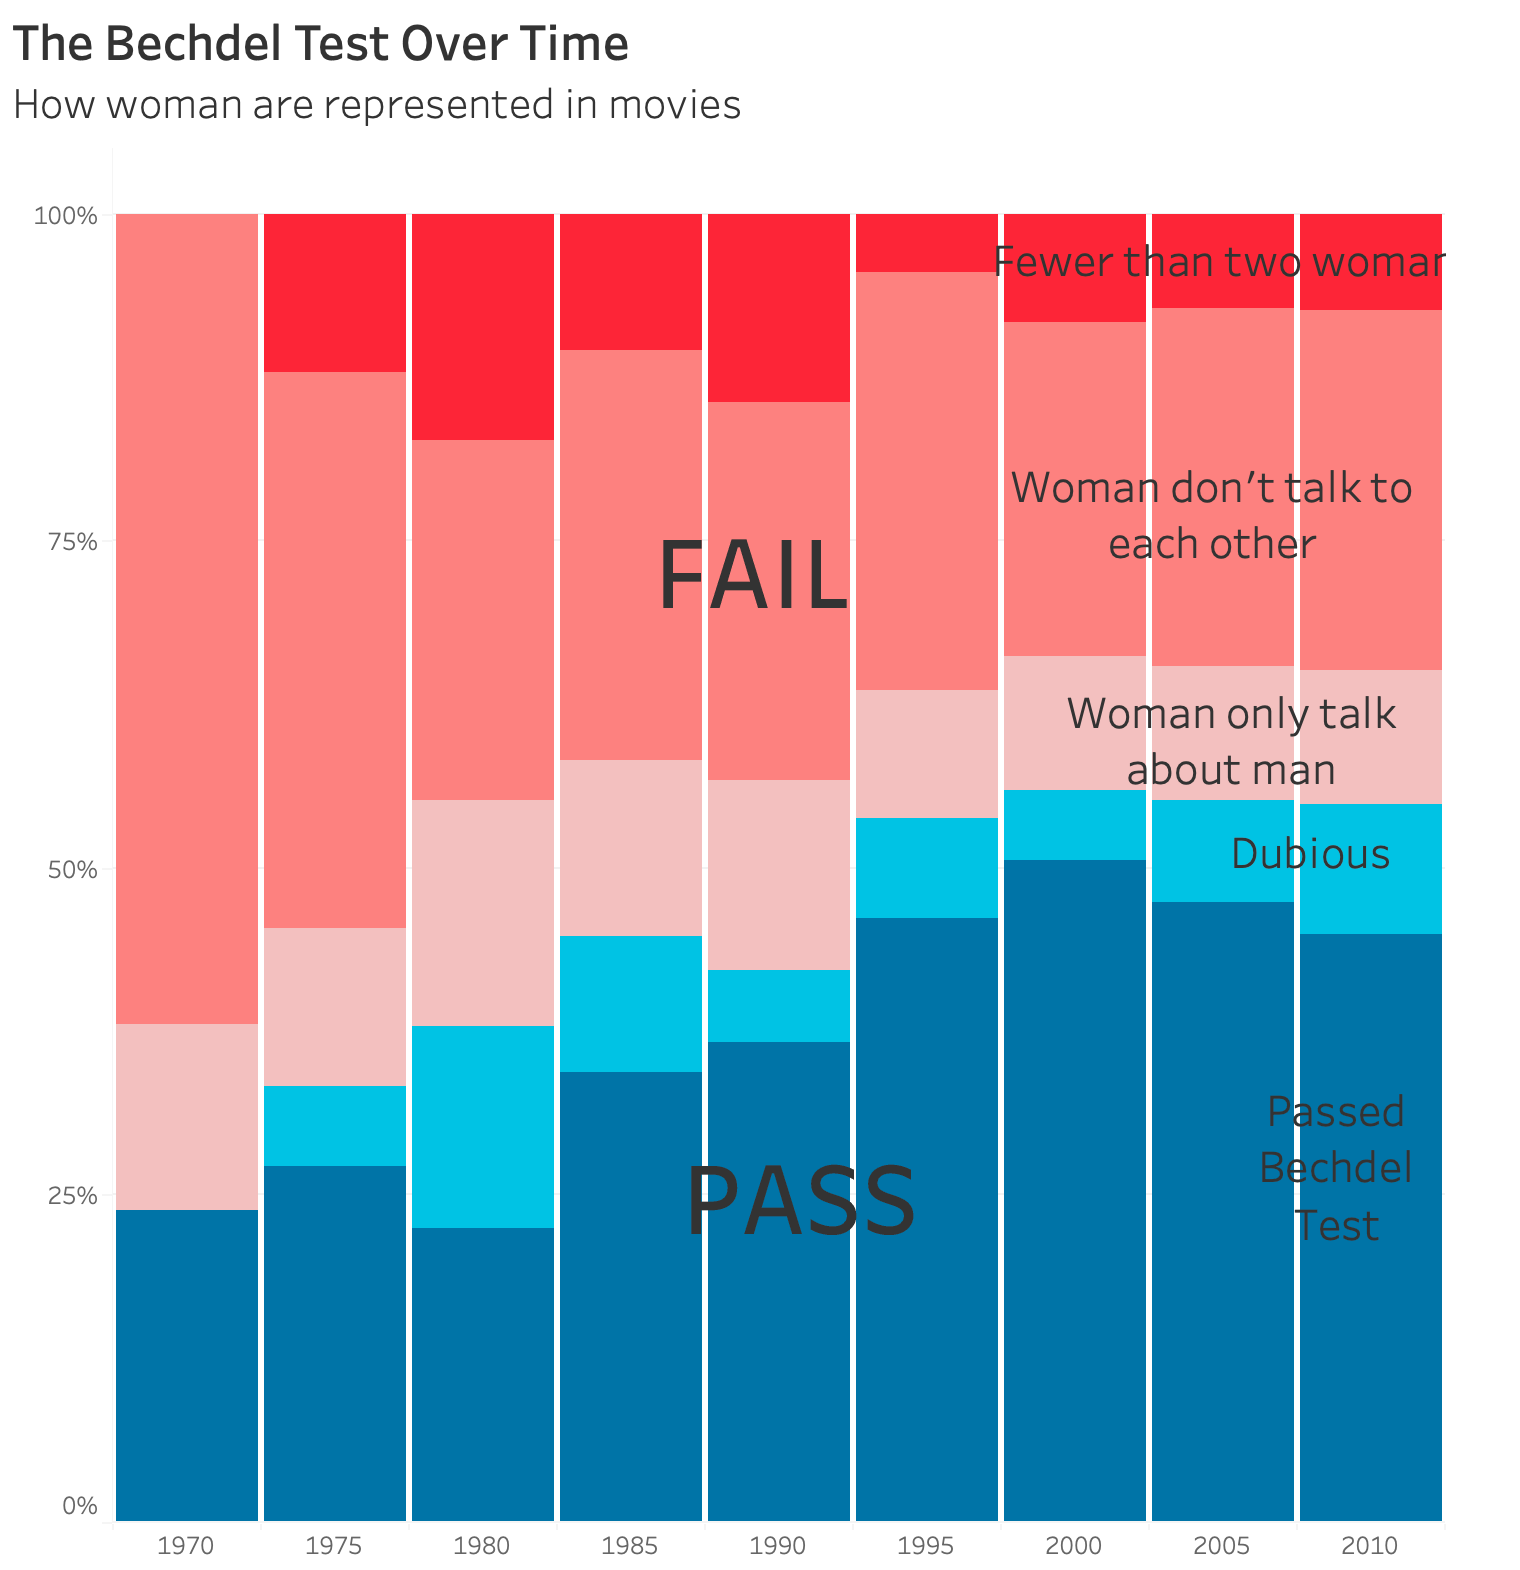 The Bechdel Test Over Time
How woman are represented in movies
100%
Fewer than two woman
Woman don't talk to
each other
75%
FAIL
Woman only talk
about man
Dubious
50%
Passed
Bechdel
Test
25%
PASS
0%
1970 1975 1980 1985 1990 1995 2000 2005 2010